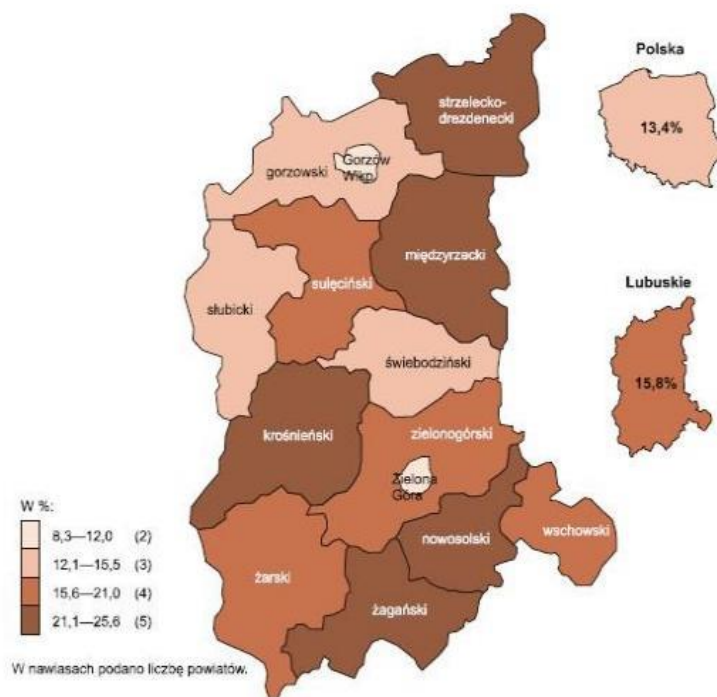 Polska
13,4%
strzelecko-
drezdenecki
Gorzów
Wlkp
gorzowski
międzyrzecki
sulęciński
słubicki
Lubuskie
15,8%
świebodziński
krośnieński
zielonogórski
Zielona
Góra
nowosolski
wschowski
żarski
żagański
W %:
8,3—12,0 (2)
12,1—15,5 (3)
15,6—21,0 (4)
21,1—25,6 (5)
W nawiasach podano liczbę powiatów.